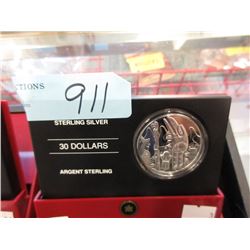 CTIONS
911
STERLING SILVER
30 DOLLARS
ARGENT STERLING